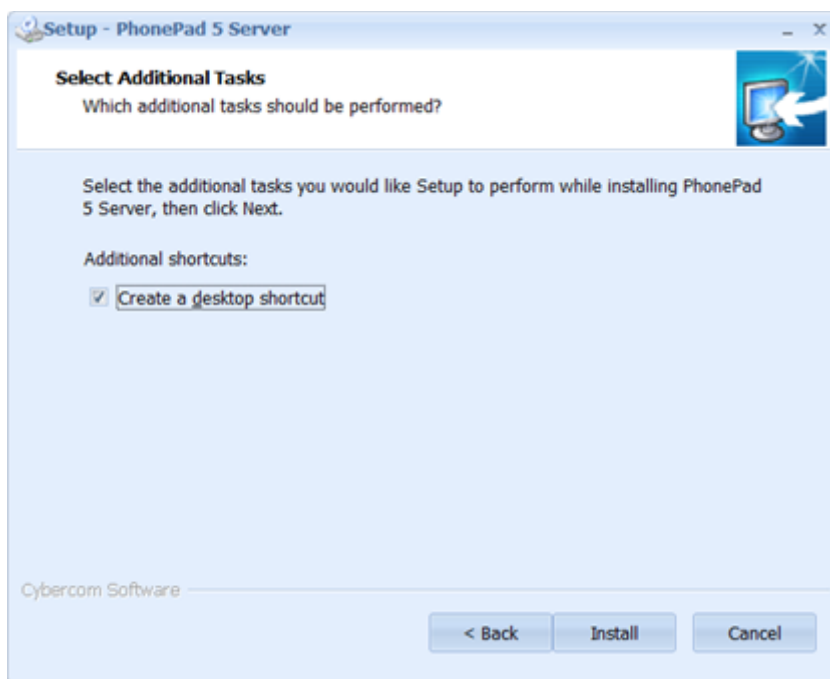 Setup - PhonePad 5 Server
Select Additional Tasks
Which additional tasks should be performed?
Select the additional tasks you would like Setup to perform while installing PhonePad
5 Server, then click Next.
Additional shortcuts:
Create a desktop shortcut
Cybercom Software
< Back Install Cancel